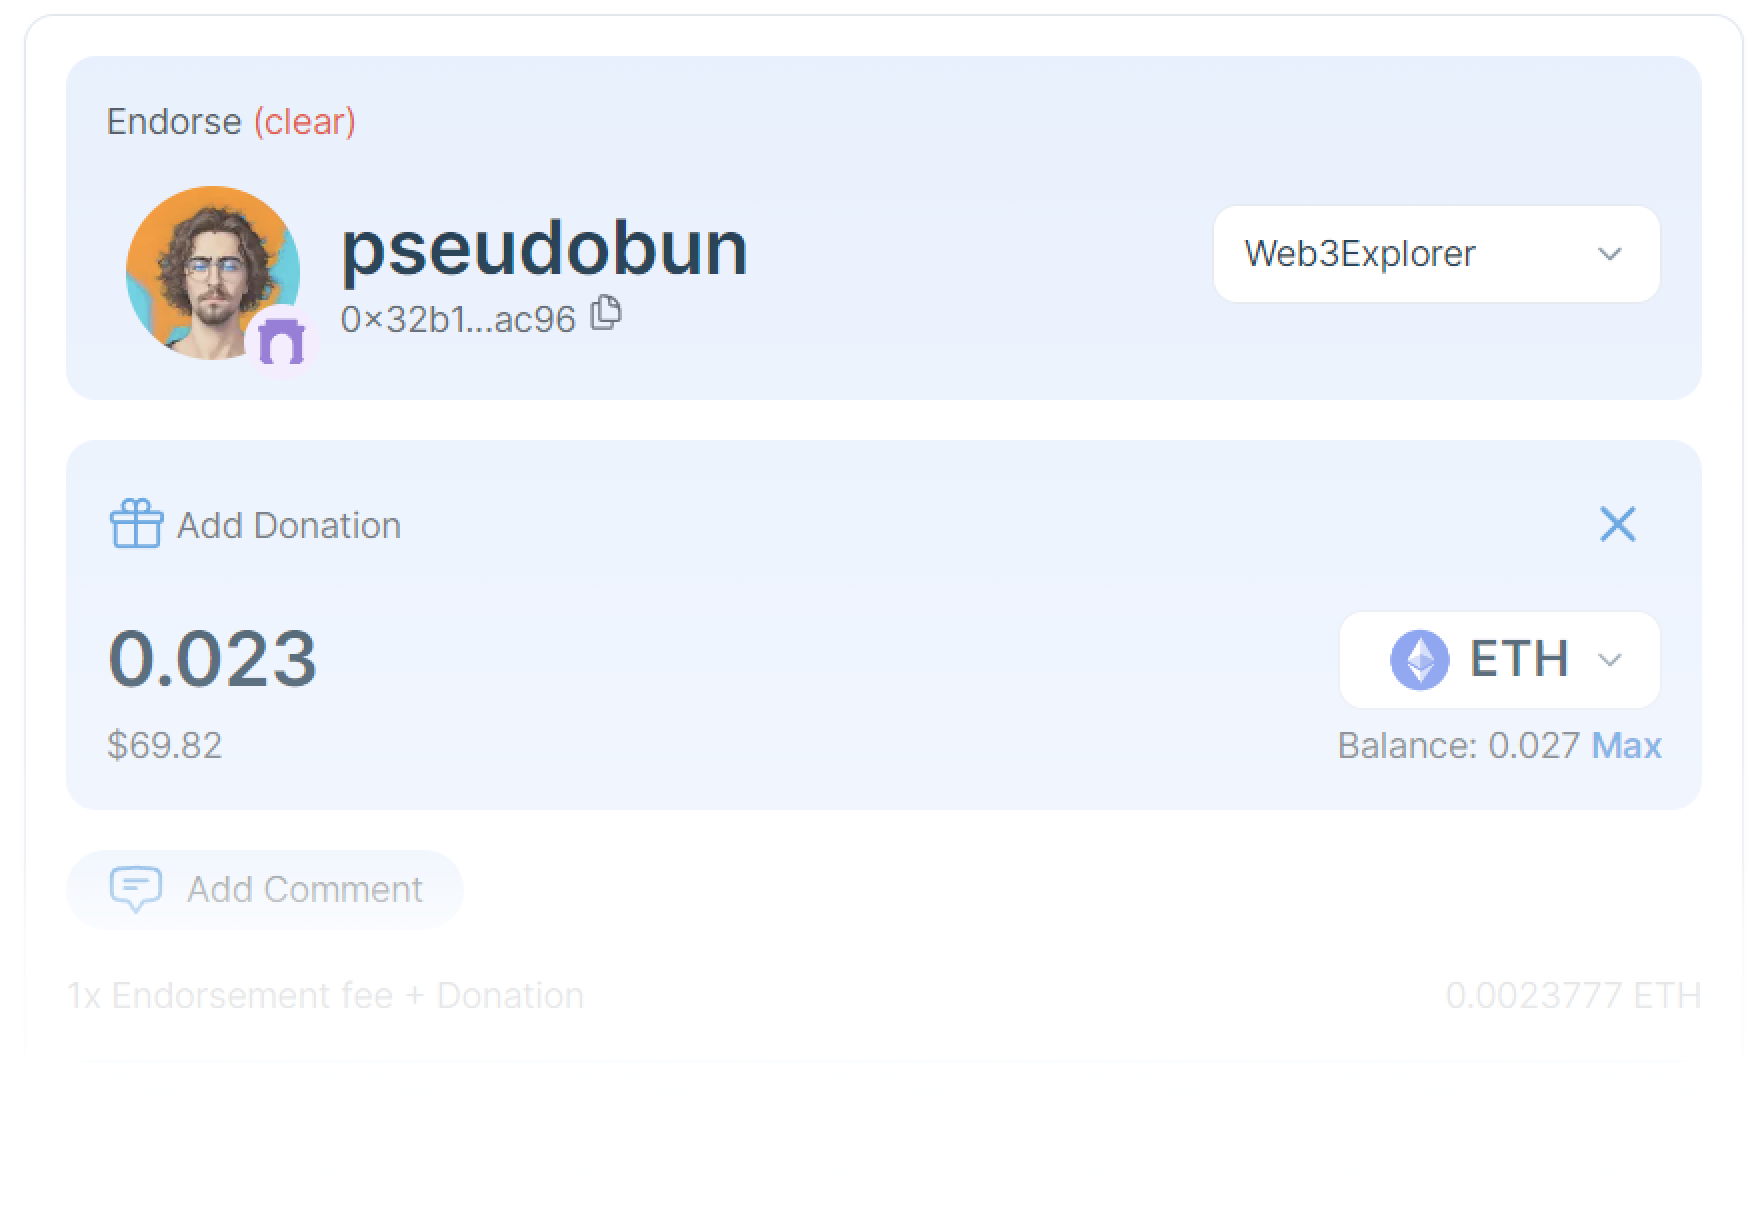 Endorse (clear)
pseudobun
Web3Explorer
0×32b1...ac96
Add Donation
0.023
ETH
$69.82
Balance: 0.027 Max
Add Comment
1x Endorsement fee + Donation
0.0023777 ETH